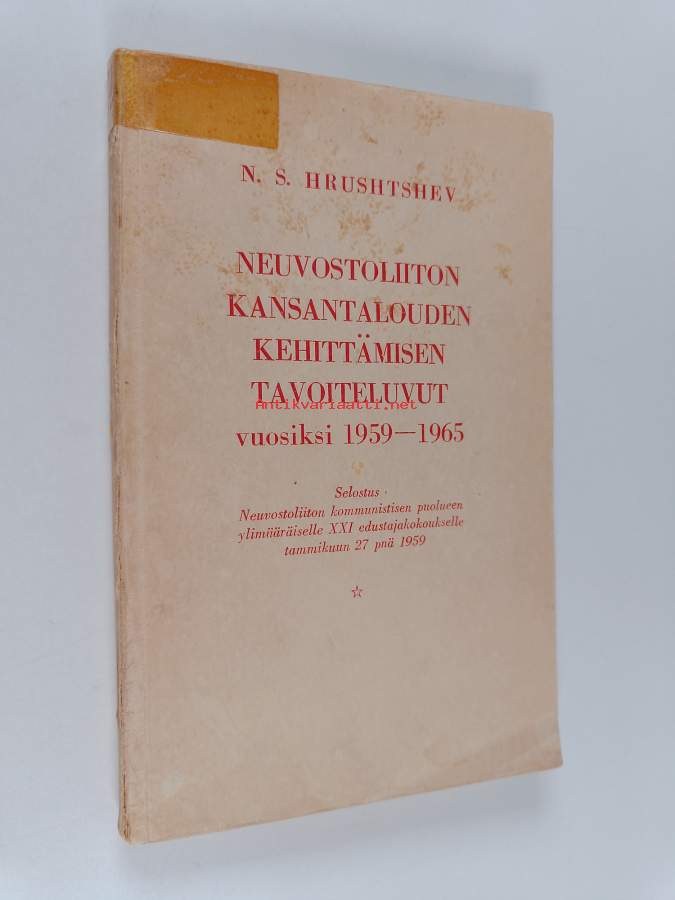 N. S. HRUSHTSHEV
NEUVOSTOLIITON
KANSANTALOUDEN
KEHITTÄMISEN
TAVOITELUVUT
antikvariaatti.net
vuosiksi 1959—1965
Selostus
Neuvostoliiton kommunistisen puolueen
ylimääräiselle XXI edustajakokoukselle
tammikuun 27 pnä 1959